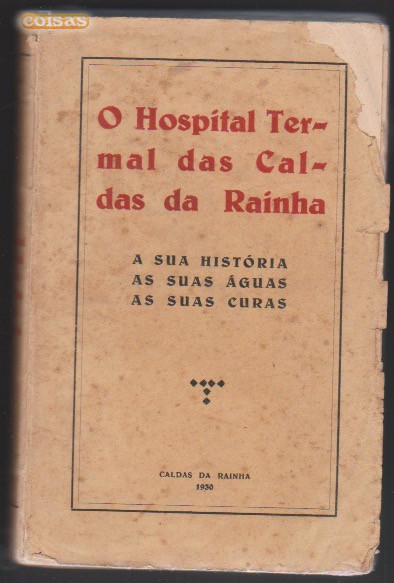 coisas
O Hospital Ter-
mal das Cal-
das da Rainha
A SUA HISTÓRIA
AS SUAS ÁGUAS
AS SUAS CURAS
CALDAS DA RAINHA
1930